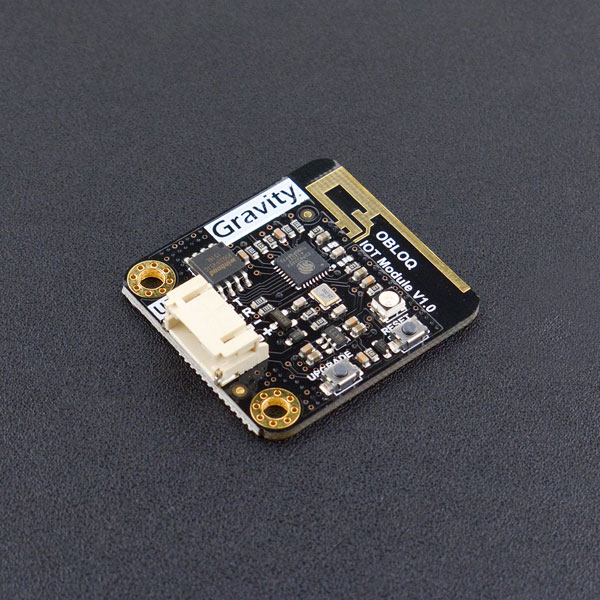 Gravity
OBLOQ
IOT Module V1.0
T
R
-
+
RESET
UPGRADE